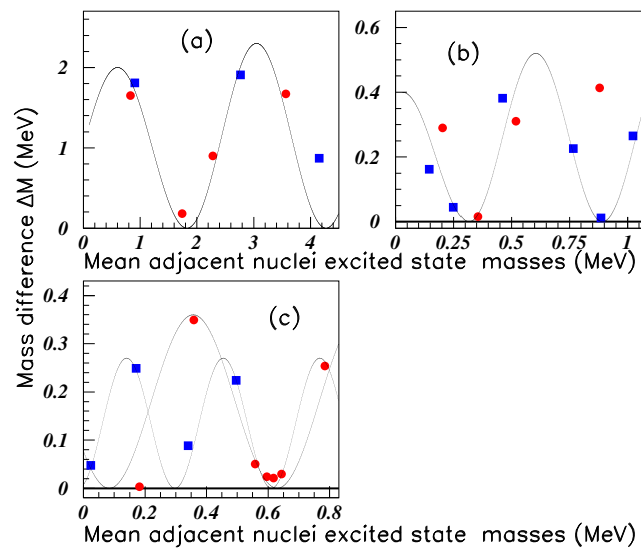 (a)
2
1
0
0 1 2 3 4
Mean adjacent nuclei excited state masses (MeV)
(b)
0.6
0.4
0.2
0
0 0.25 0.5 0.75 1
Mean adjacent nuclei excited state masses (MeV)
Mass difference ΔM (MeV)
(c)
0.4
0.3
0.2
0.1
0
0 0.2 0.4 0.6 0.8
Mean adjacent nuclei excited state masses (MeV)